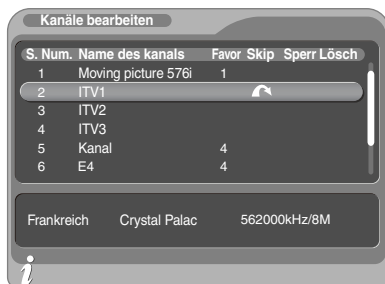 Kanäle bearbeiten
S. Num. Name des kanals Favor Skip Sperr Lösch
1 Moving picture 576i 1
2 ITV1
3 ITV2
4 ITV3
5 Kanal 4
6 E4 4
Frankreich Crystal Palac 562000kHz/8M
i